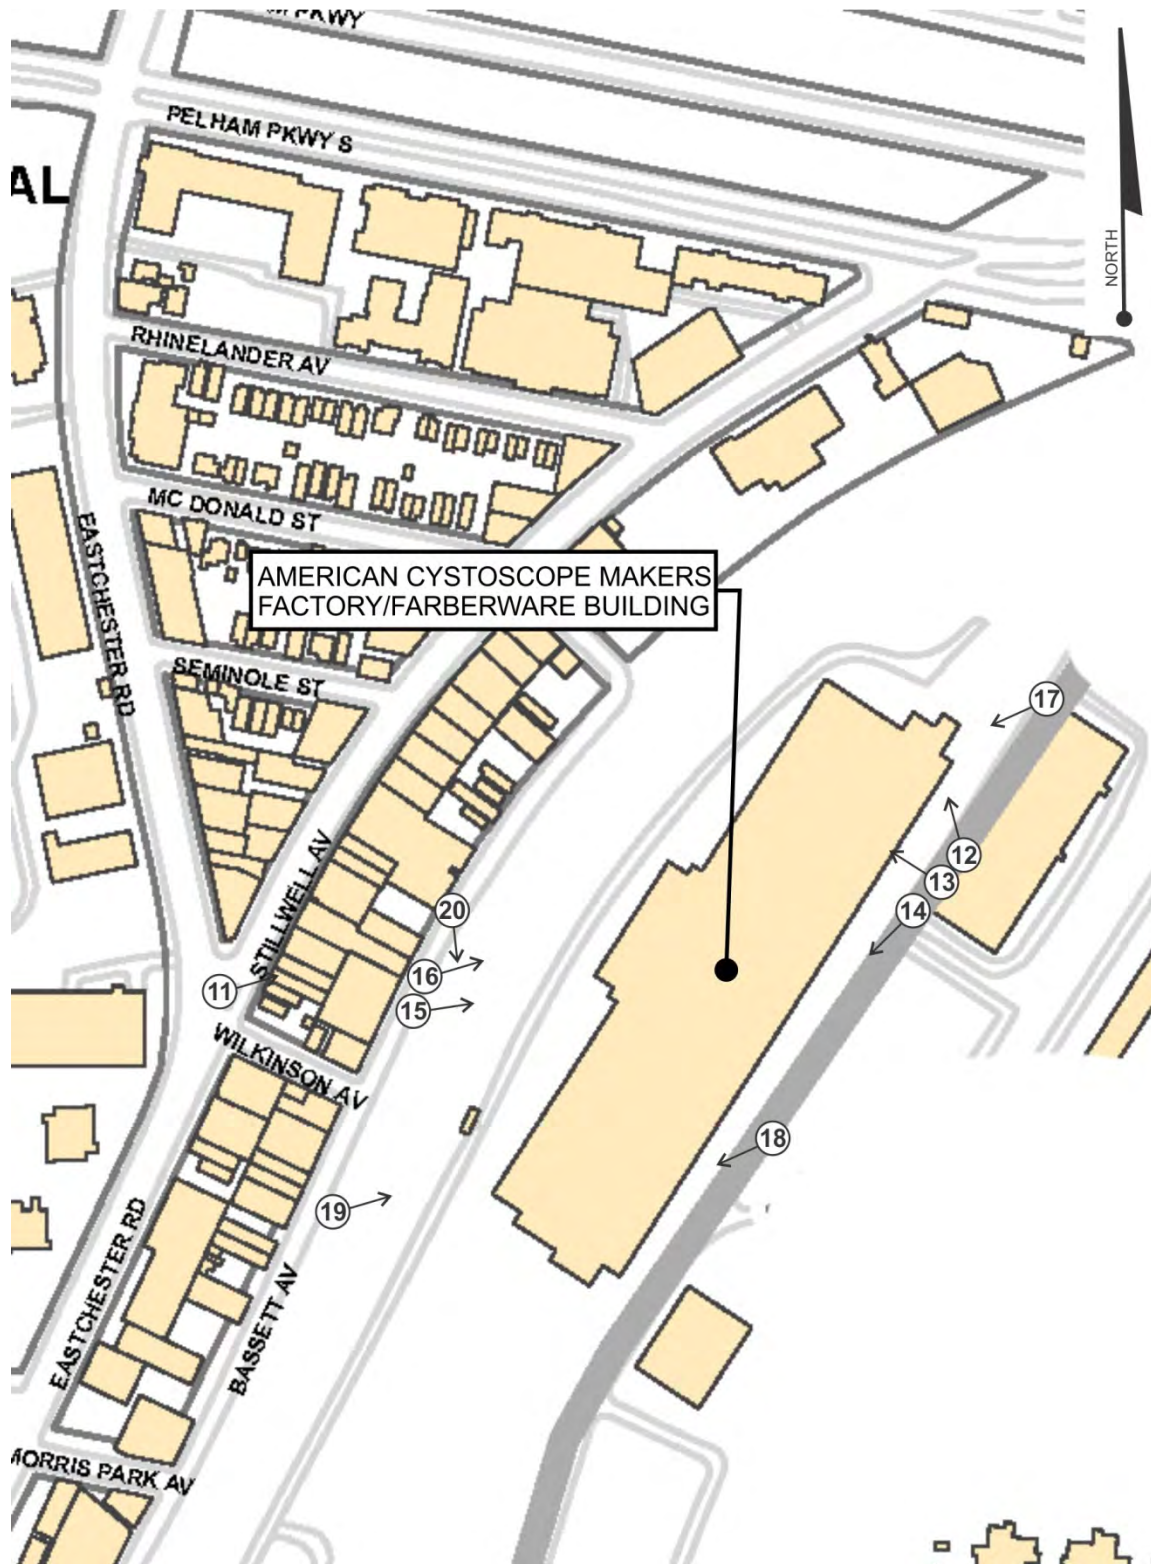 PKWY
PELHAM PKWY S
AL
NORTH
RHINELANDER AV
MC DONALD ST
EASTCHESTER RD
AMERICAN CYSTOSCOPE MAKERS
FACTORY/FARBERWARE BUILDING
SEMINOLE ST
17
STILLWELL AV
12
13
20
14
16
11
15
WILKINSON AV
18
19
EASTCHESTER RD
BASSETT AV
MORRIS PARK AV